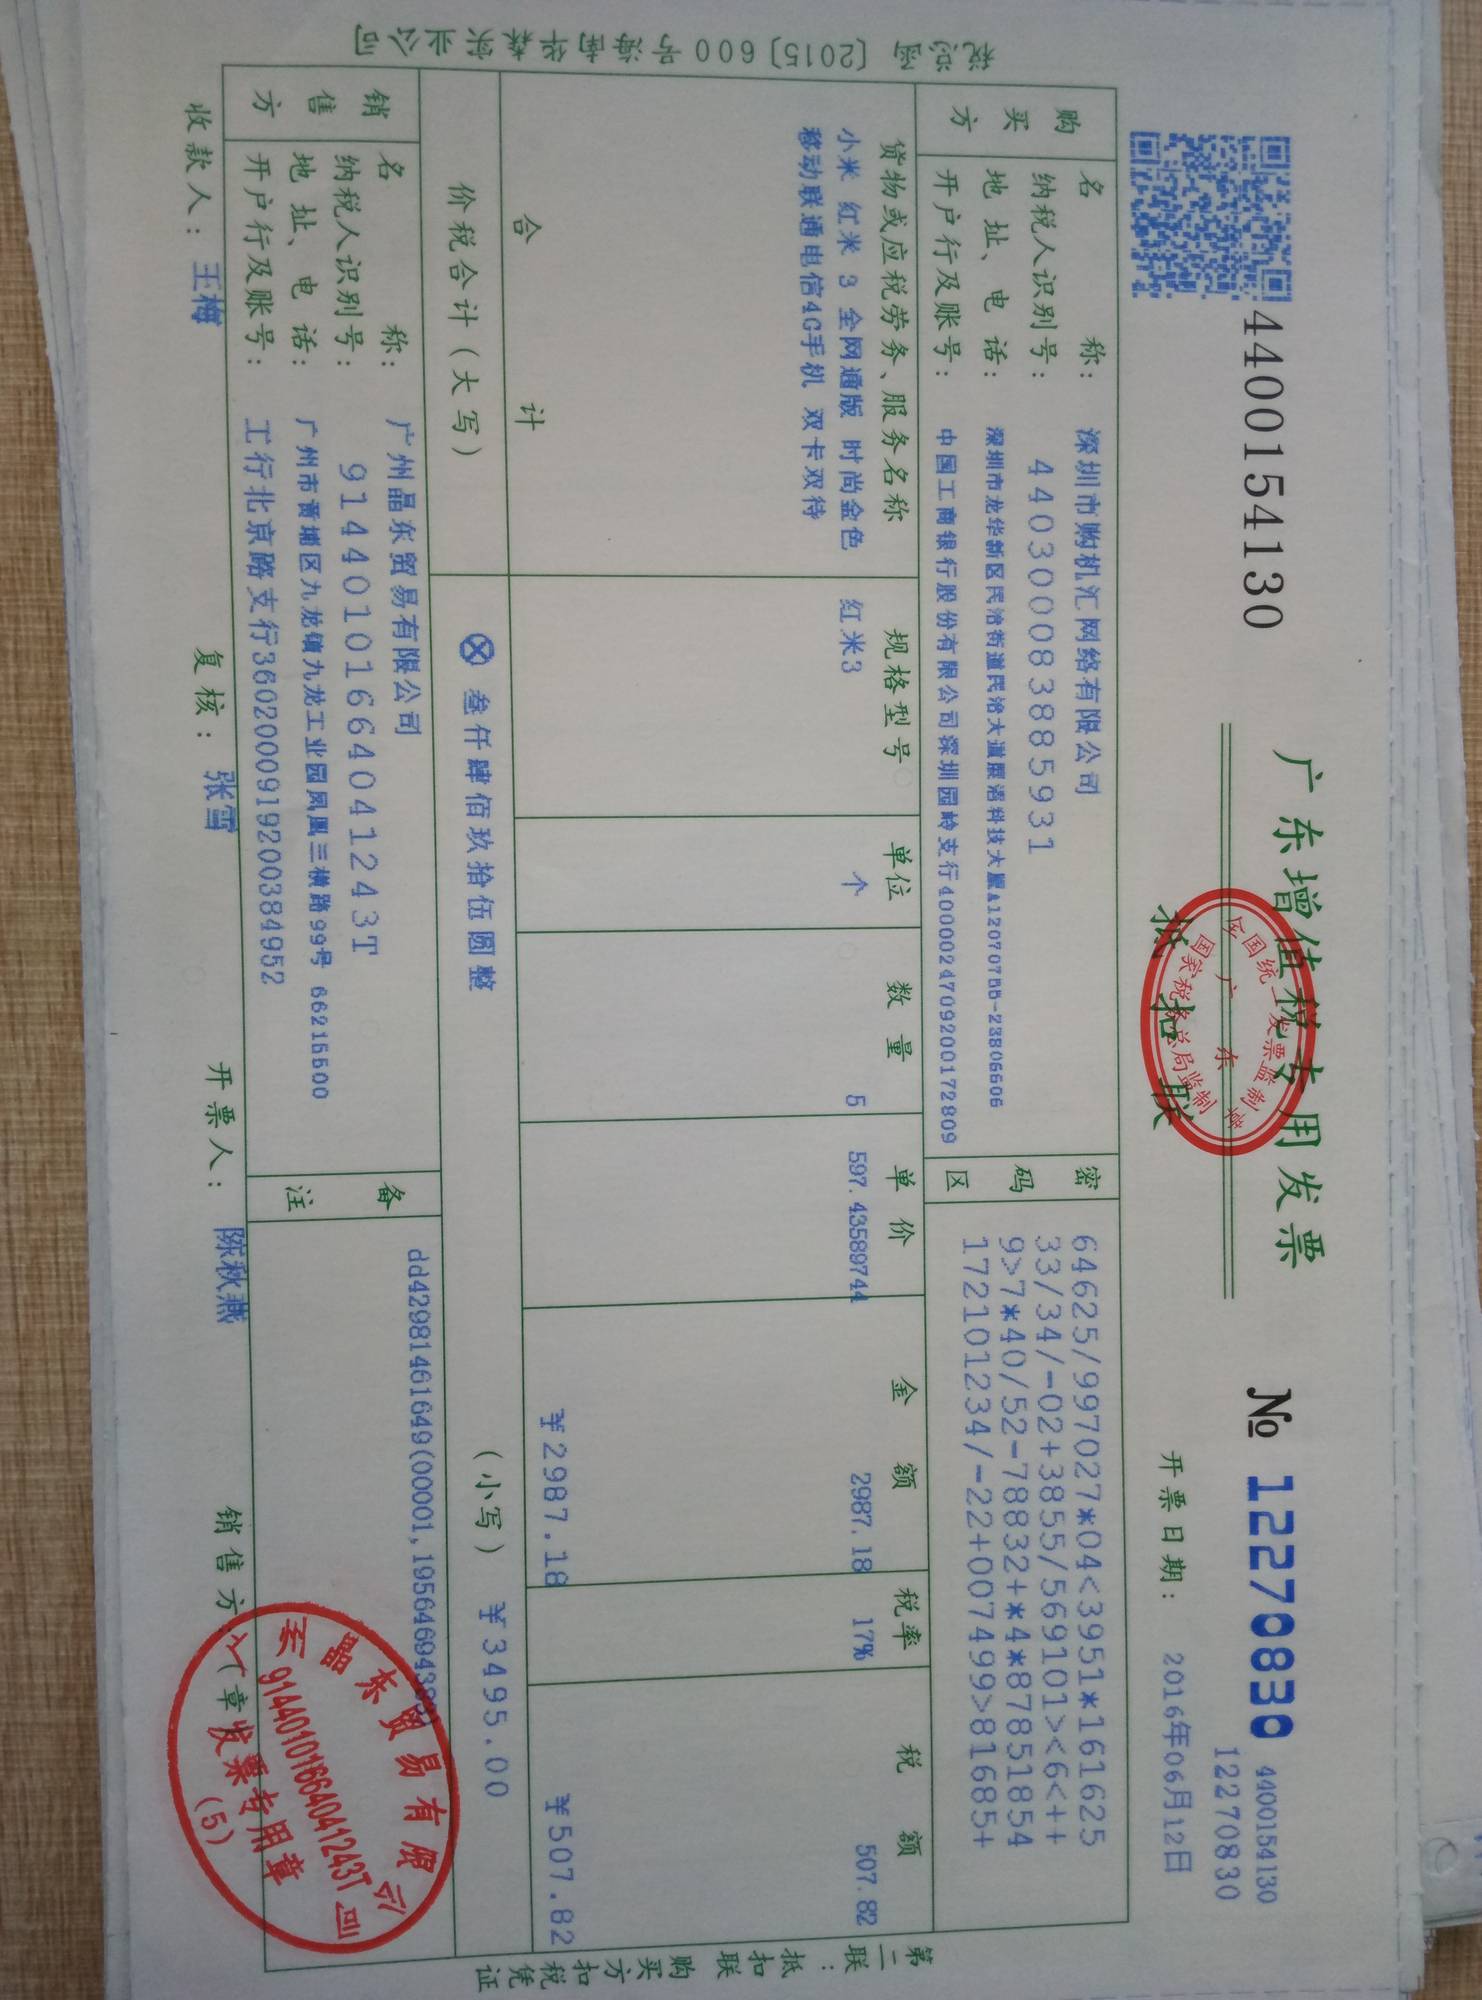 4400154130
广东增值税专用发票
№ 12270830
4400154130
12270830
抵扣联
开票日期： 2016年06月12日
全国统一发票监制章
广东
国家税务总局监制
购买方
名称： 深圳市购机汇网络有限公司
纳税人识别号： 440300083885931
地址、电话： 深圳市龙华新区民治街道民治大道展滔科技大厦A12070755-23806606
开户行及账号： 中国工商银行股份有限公司深圳园岭支行4000024709200172809
密码区
64625/997027*04<3951*161625
33/34/-02+3855/569101><6<++
9>7*40/52-78832+*4*87851854
172101234/-22+007499>81685+
货物或应税劳务、服务名称 规格型号 单位 数量 单价 金额 税率 税额
小米 红米 3 全网通版 时尚金色 红米3 个 5 597.43589744 2987.18 17% 507.82
移动联通电信4G手机 双卡双待
合计 ￥2987.18 ￥507.82
价税合计（大写） ⊗ 叁仟肆佰玖拾伍圆整 （小写） ￥3495.00
销售方
名称： 广州晶东贸易有限公司
纳税人识别号： 91440101664041243T
地址、电话： 广州市黄埔区九龙镇九龙工业园凤凰三横路99号 66215500
开户行及账号： 工行北京路支行3602000919200384952
备注
dd42981461649(00001,19564694383)
收款人： 王梅 复核： 张雪 开票人： 陈秋燕 销售方：（章）
广州晶东贸易有限公司
91440101664041243T
发票专用章
(5)
第二联：抵扣联 购买方扣税凭证
〔2015〕600号海南华森实业公司